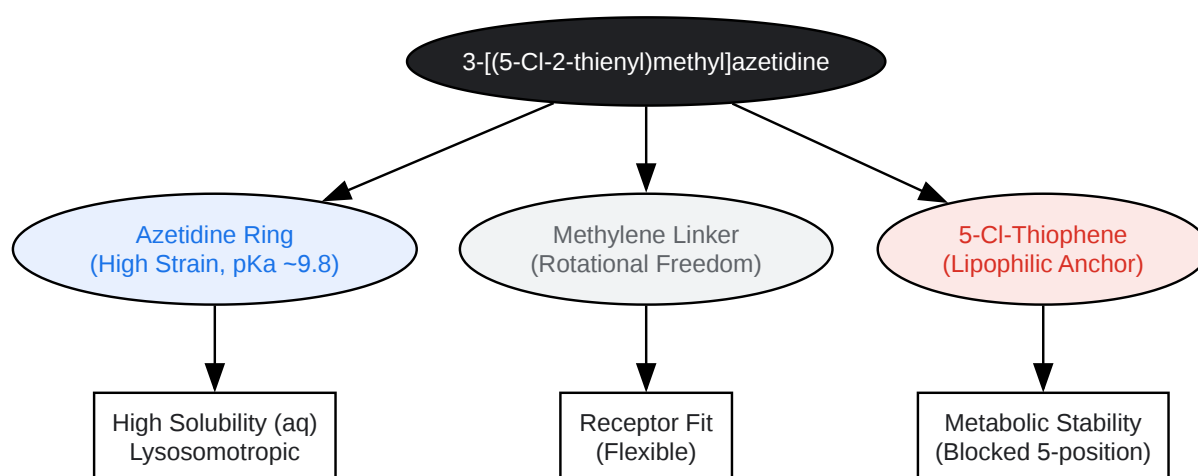 3-[(5-Cl-2-thienyl)methyl]azetidine
Azetidine Ring
(High Strain, pKa ~9.8)
Methylene Linker
(Rotational Freedom)
5-Cl-Thiophene
(Lipophilic Anchor)
High Solubility (aq)
Lysosomotropic
Receptor Fit
(Flexible)
Metabolic Stability
(Blocked 5-position)